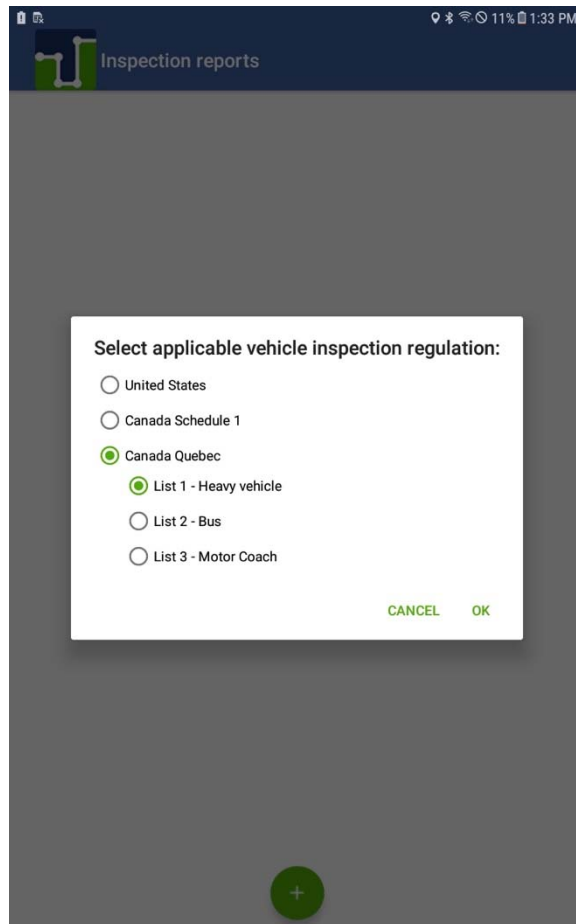 11% 1:33 PM
Inspection reports
Select applicable vehicle inspection regulation:
United States
Canada Schedule 1
Canada Quebec
List 1 - Heavy vehicle
List 2 - Bus
List 3 - Motor Coach
CANCEL OK
+